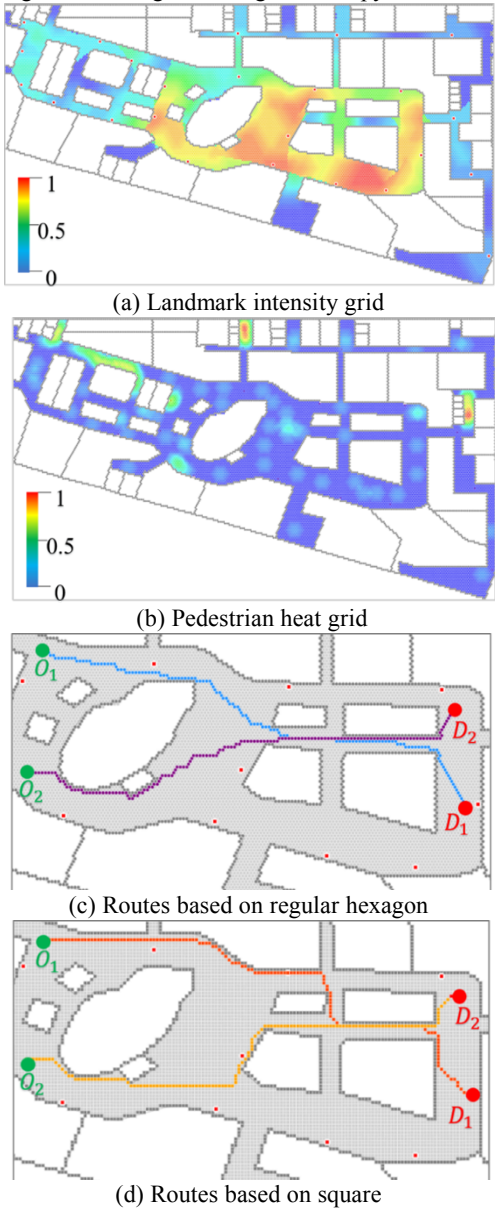 1
0.5
0
(a) Landmark intensity grid
1
0.5
0
(b) Pedestrian heat grid
O1
D2
O2
D1
(c) Routes based on regular hexagon
O1
D2
O2
D1
(d) Routes based on square